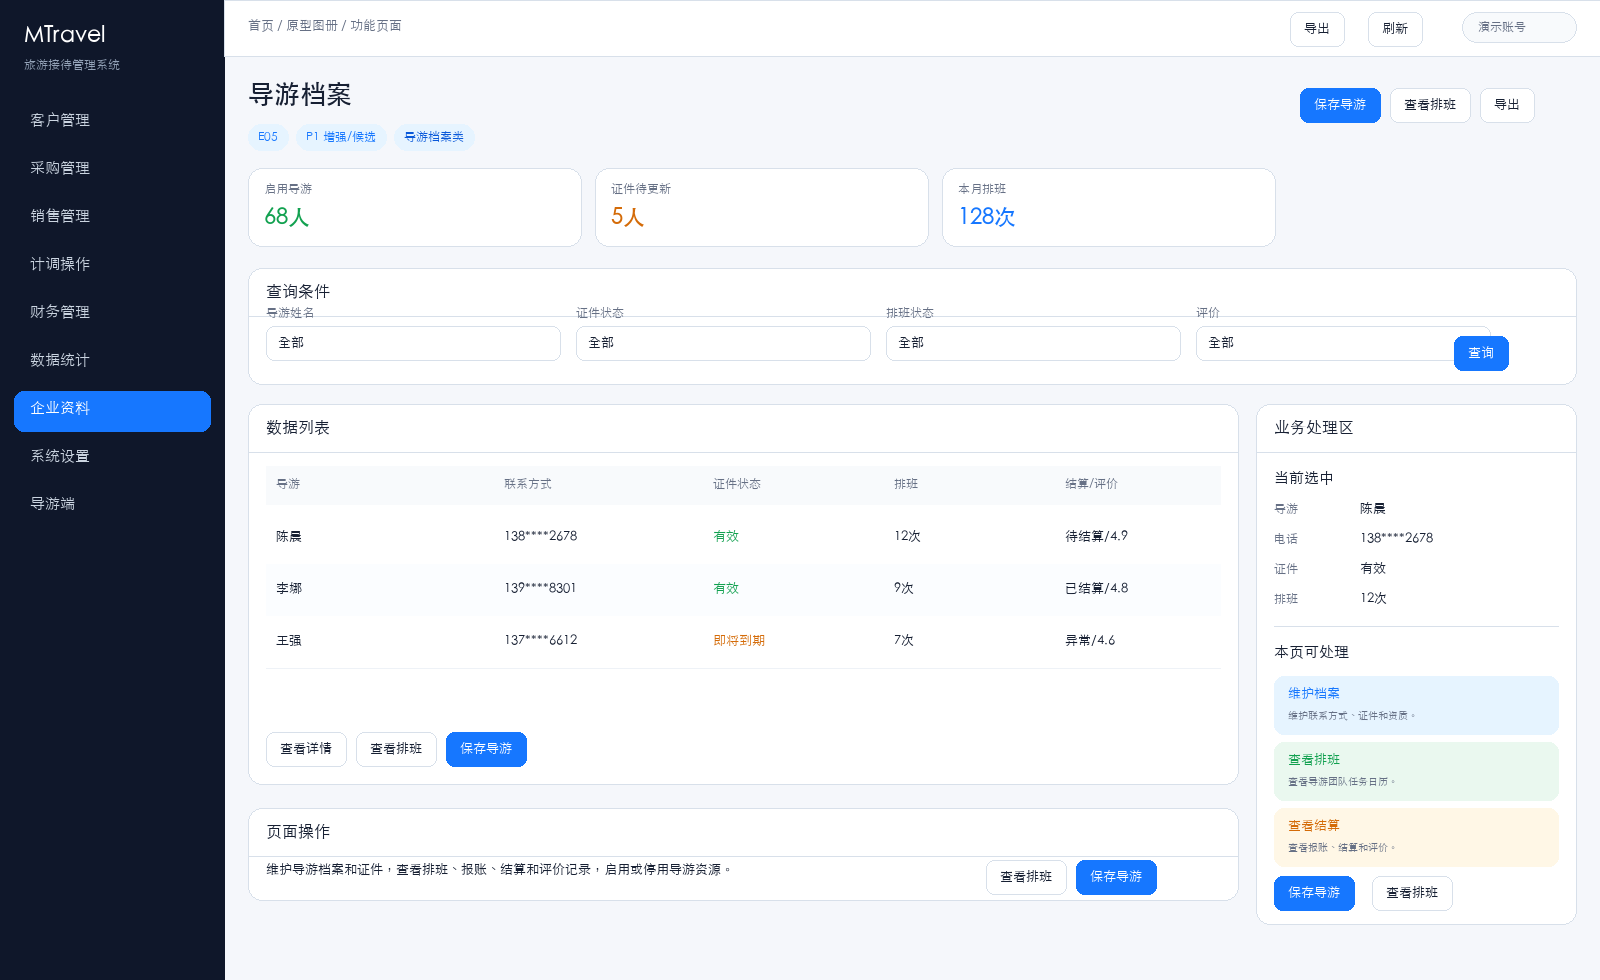 MTravel
旅游接待管理系统
客户管理
采购管理
销售管理
计调操作
财务管理
数据统计
企业资料
系统设置
导游端
首页 / 原型图册 / 功能页面
导出
刷新
演示账号
导游档案
保存导游
查看排班
导出
E05
P1 增强/候选
导游档案类
启用导游
68人
证件待更新
5人
本月排班
128次
查询条件
导游姓名
证件状态
排班状态
评价
全部
全部
全部
全部
查询
数据列表
导游 联系方式 证件状态 排班 结算/评价
陈晨 138****2678 有效 12次 待结算/4.9
李娜 139****8301 有效 9次 已结算/4.8
王强 137****6612 即将到期 7次 异常/4.6
查看详情
查看排班
保存导游
页面操作
维护导游档案和证件，查看排班、报账、结算和评价记录，启用或停用导游资源。
查看排班
保存导游
业务处理区
当前选中
导游 陈晨
电话 138****2678
证件 有效
排班 12次
本页可处理
维护档案
维护联系方式、证件和资质。
查看排班
查看导游团队任务日历。
查看结算
查看报账、结算和评价。
保存导游
查看排班